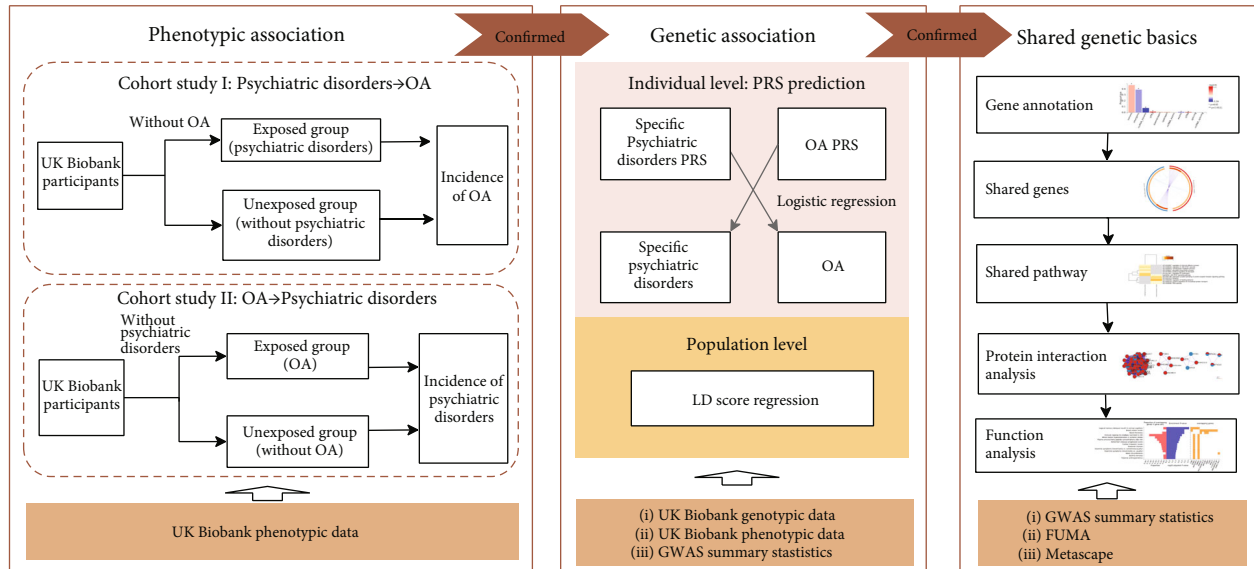 Phenotypic association
Confirmed
Genetic association
Confirmed
Shared genetic basics
Cohort study I: Psychiatric disorders→OA
Without OA
UK Biobank
participants
Exposed group
(psychiatric disorders)
Unexposed group
(without psychiatric
disorders)
Incidence
of OA
Cohort study II: OA→Psychiatric disorders
Without
psychiatric
disorders
UK Biobank
participants
Exposed group
(OA)
Unexposed group
(without OA)
Incidence of
psychiatric
disorders
UK Biobank phenotypic data
Individual level: PRS prediction
Specific
Psychiatric
disorders PRS
OA PRS
Logistic regression
Specific
psychiatric
disorders
OA
Population level
LD score regression
(i) UK Biobank genotypic data
(ii) UK Biobank phenotypic data
(iii) GWAS summary stastistics
Gene annotation
Shared genes
Shared pathway
Protein interaction
analysis
Function
analysis
(i) GWAS summary statistics
(ii) FUMA
(iii) Metascape